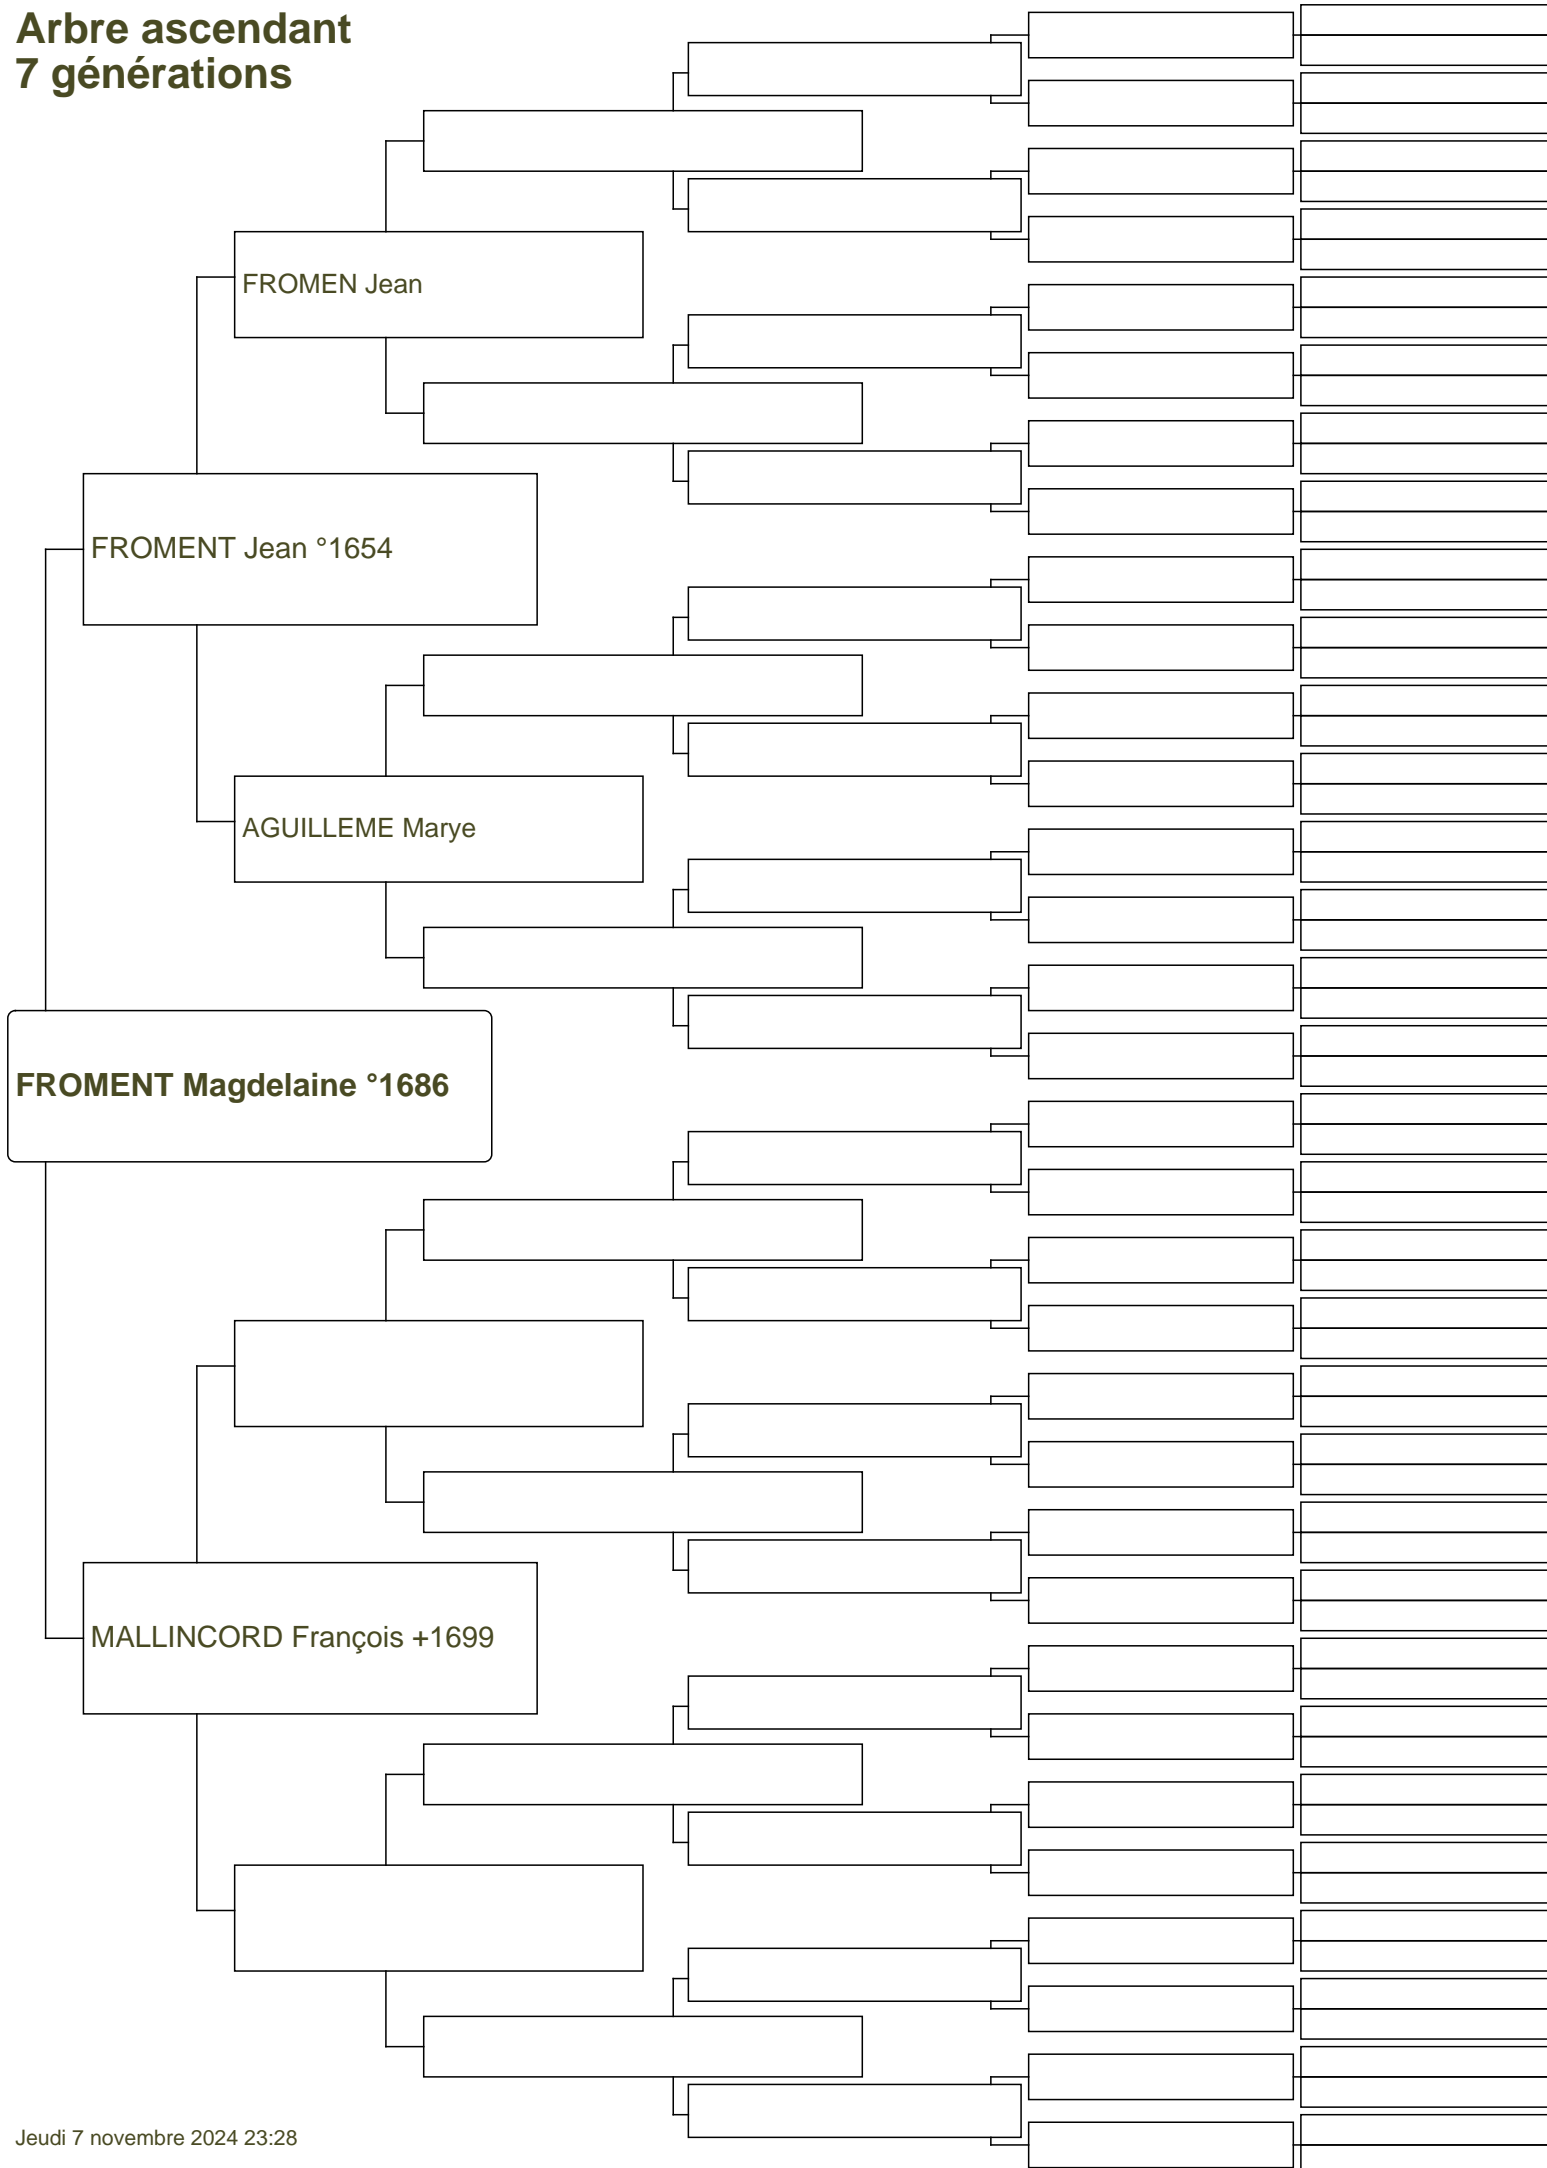 Arbre ascendant
7 générations
FROMEN Jean
FROMENT Jean °1654
AGUILLEME Marye
FROMENT Magdelaine °1686
MALLINCORD François +1699
Jeudi 7 novembre 2024 23:28